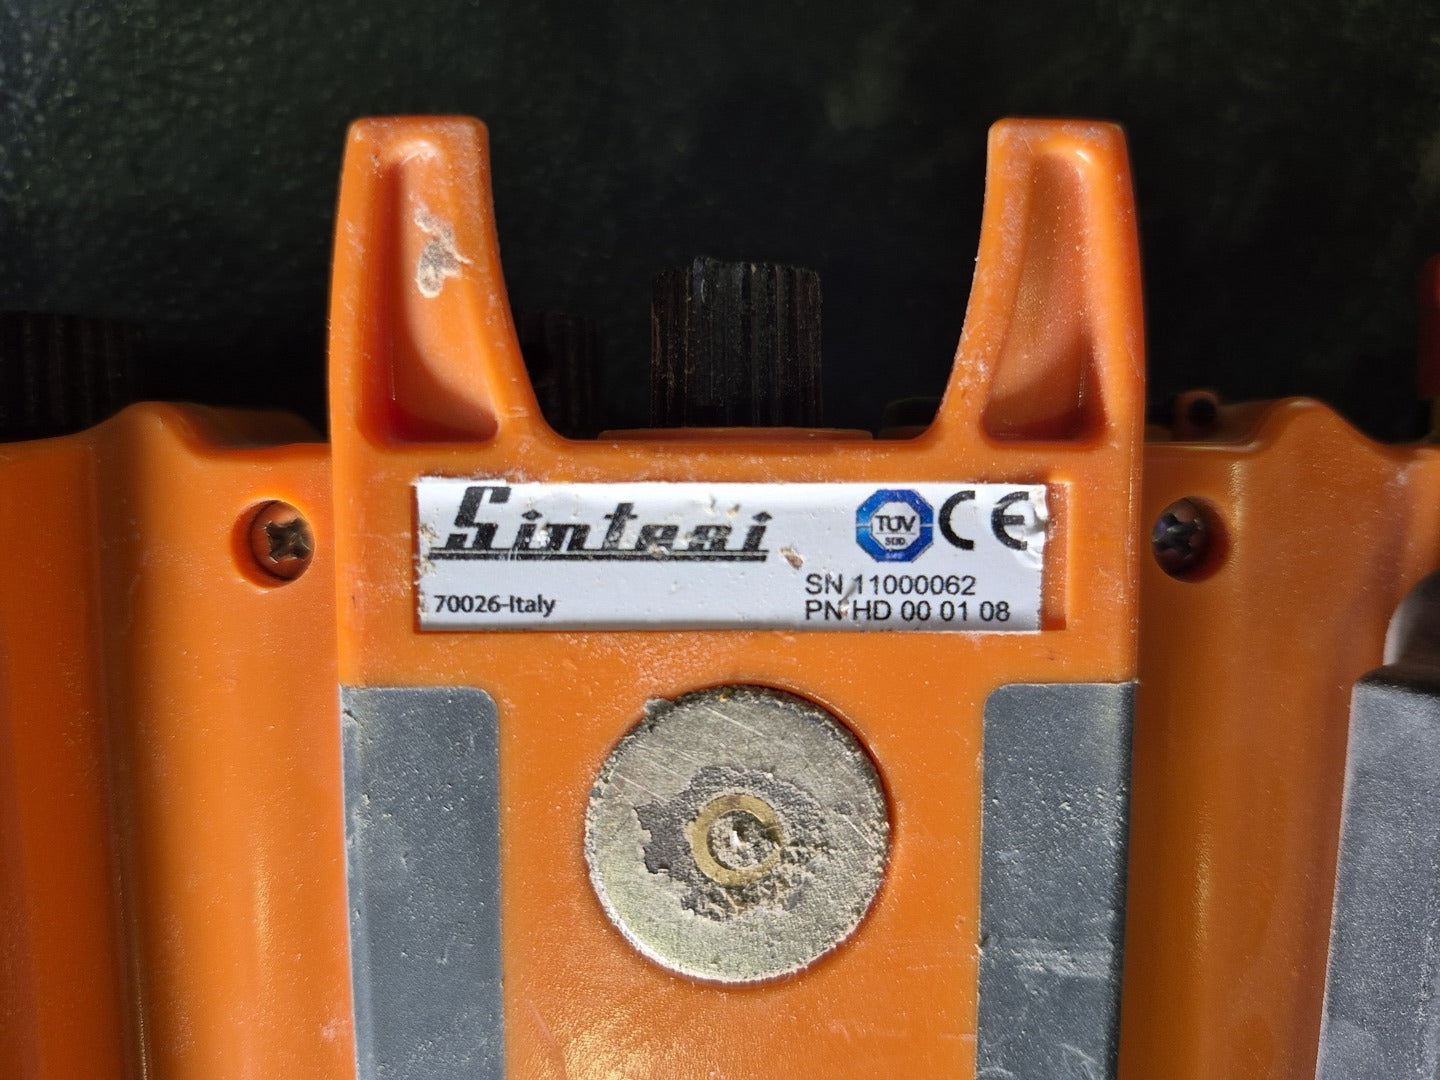 Sintesi
TÜV
SÜD
CE
70026-Italy
SN 11000062
PN HD 00 01 08